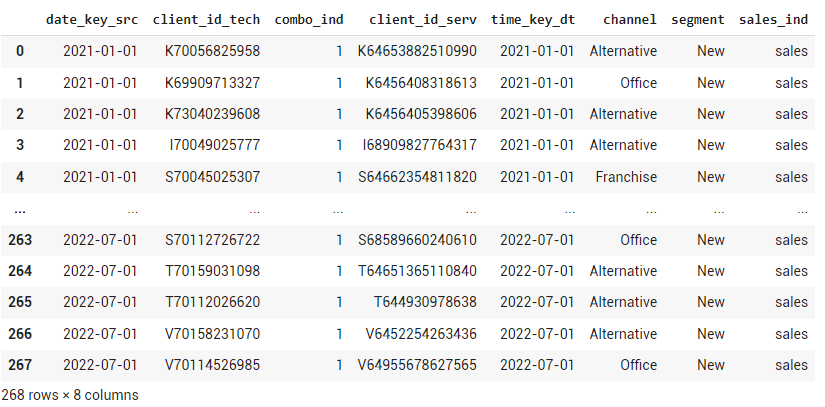 date_key_src client_id_tech combo_ind client_id_serv time_key_dt channel segment sales_ind
0 2021-01-01 K70056825958 1 K64653882510990 2021-01-01 Alternative New sales
1 2021-01-01 K69909713327 1 K6456408318613 2021-01-01 Office New sales
2 2021-01-01 K73040239608 1 K6456405398606 2021-01-01 Alternative New sales
3 2021-01-01 I70049025777 1 I68909827764317 2021-01-01 Alternative New sales
4 2021-01-01 S70045025307 1 S64662354811820 2021-01-01 Franchise New sales
... ... ... ... ... ... ... ... ...
263 2022-07-01 S70112726722 1 S68589660240610 2022-07-01 Office New sales
264 2022-07-01 T70159031098 1 T64651365110840 2022-07-01 Alternative New sales
265 2022-07-01 T70112026620 1 T644930978638 2022-07-01 Alternative New sales
266 2022-07-01 V70158231070 1 V6452254263436 2022-07-01 Alternative New sales
267 2022-07-01 V70114526985 1 V64955678627565 2022-07-01 Office New sales
268 rows × 8 columns